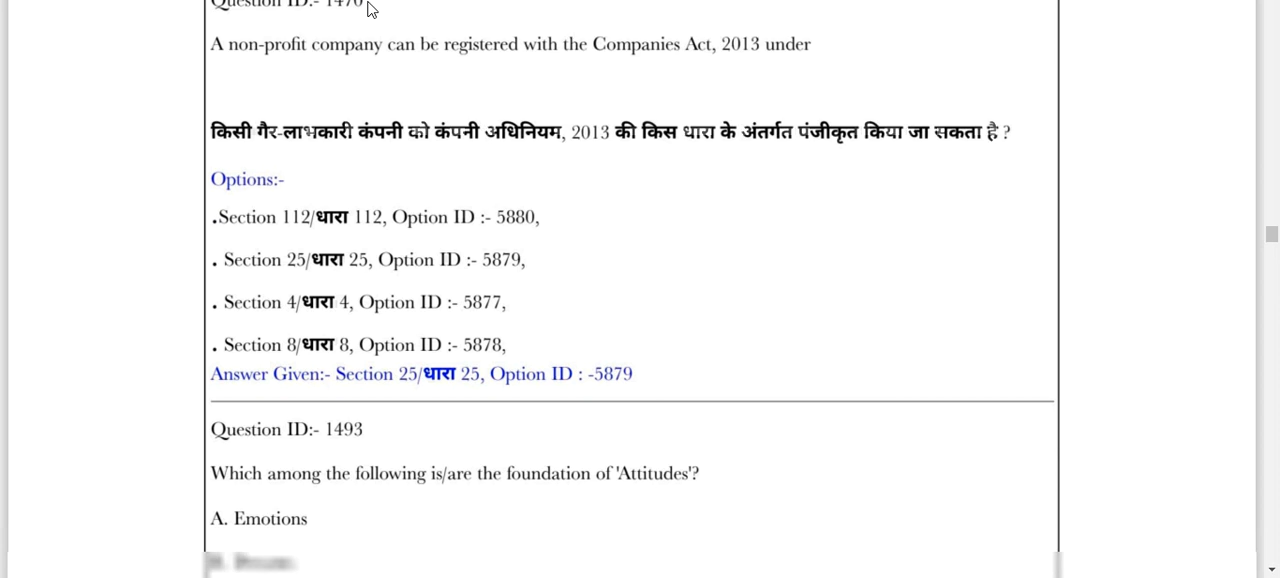 Question ID:- 1470
A non-profit company can be registered with the Companies Act, 2013 under
किसी गैर-लाभकारी कंपनी को कंपनी अधिनियम, 2013 की किस धारा के अंतर्गत पंजीकृत किया जा सकता है ?
Options:-
.Section 112/धारा 112, Option ID :- 5880,
. Section 25/धारा 25, Option ID :- 5879,
. Section 4/धारा 4, Option ID :- 5877,
. Section 8/धारा 8, Option ID :- 5878,
Answer Given:- Section 25/धारा 25, Option ID : -5879
Question ID:- 1493
Which among the following is/are the foundation of 'Attitudes'?
A. Emotions